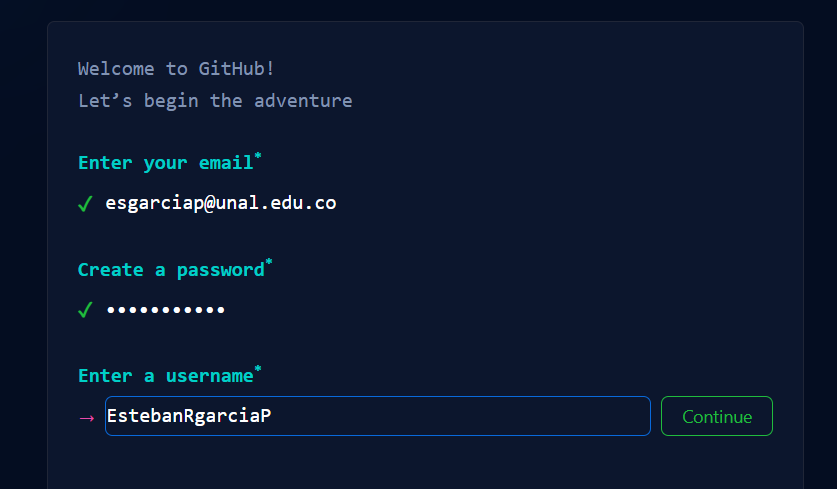 Welcome to GitHub!
Let’s begin the adventure
Enter your email*
✓ esgarciap@unal.edu.co
Create a password*
✓ •••••••••••
Enter a username*
→ EstebanRgarciaP Continue